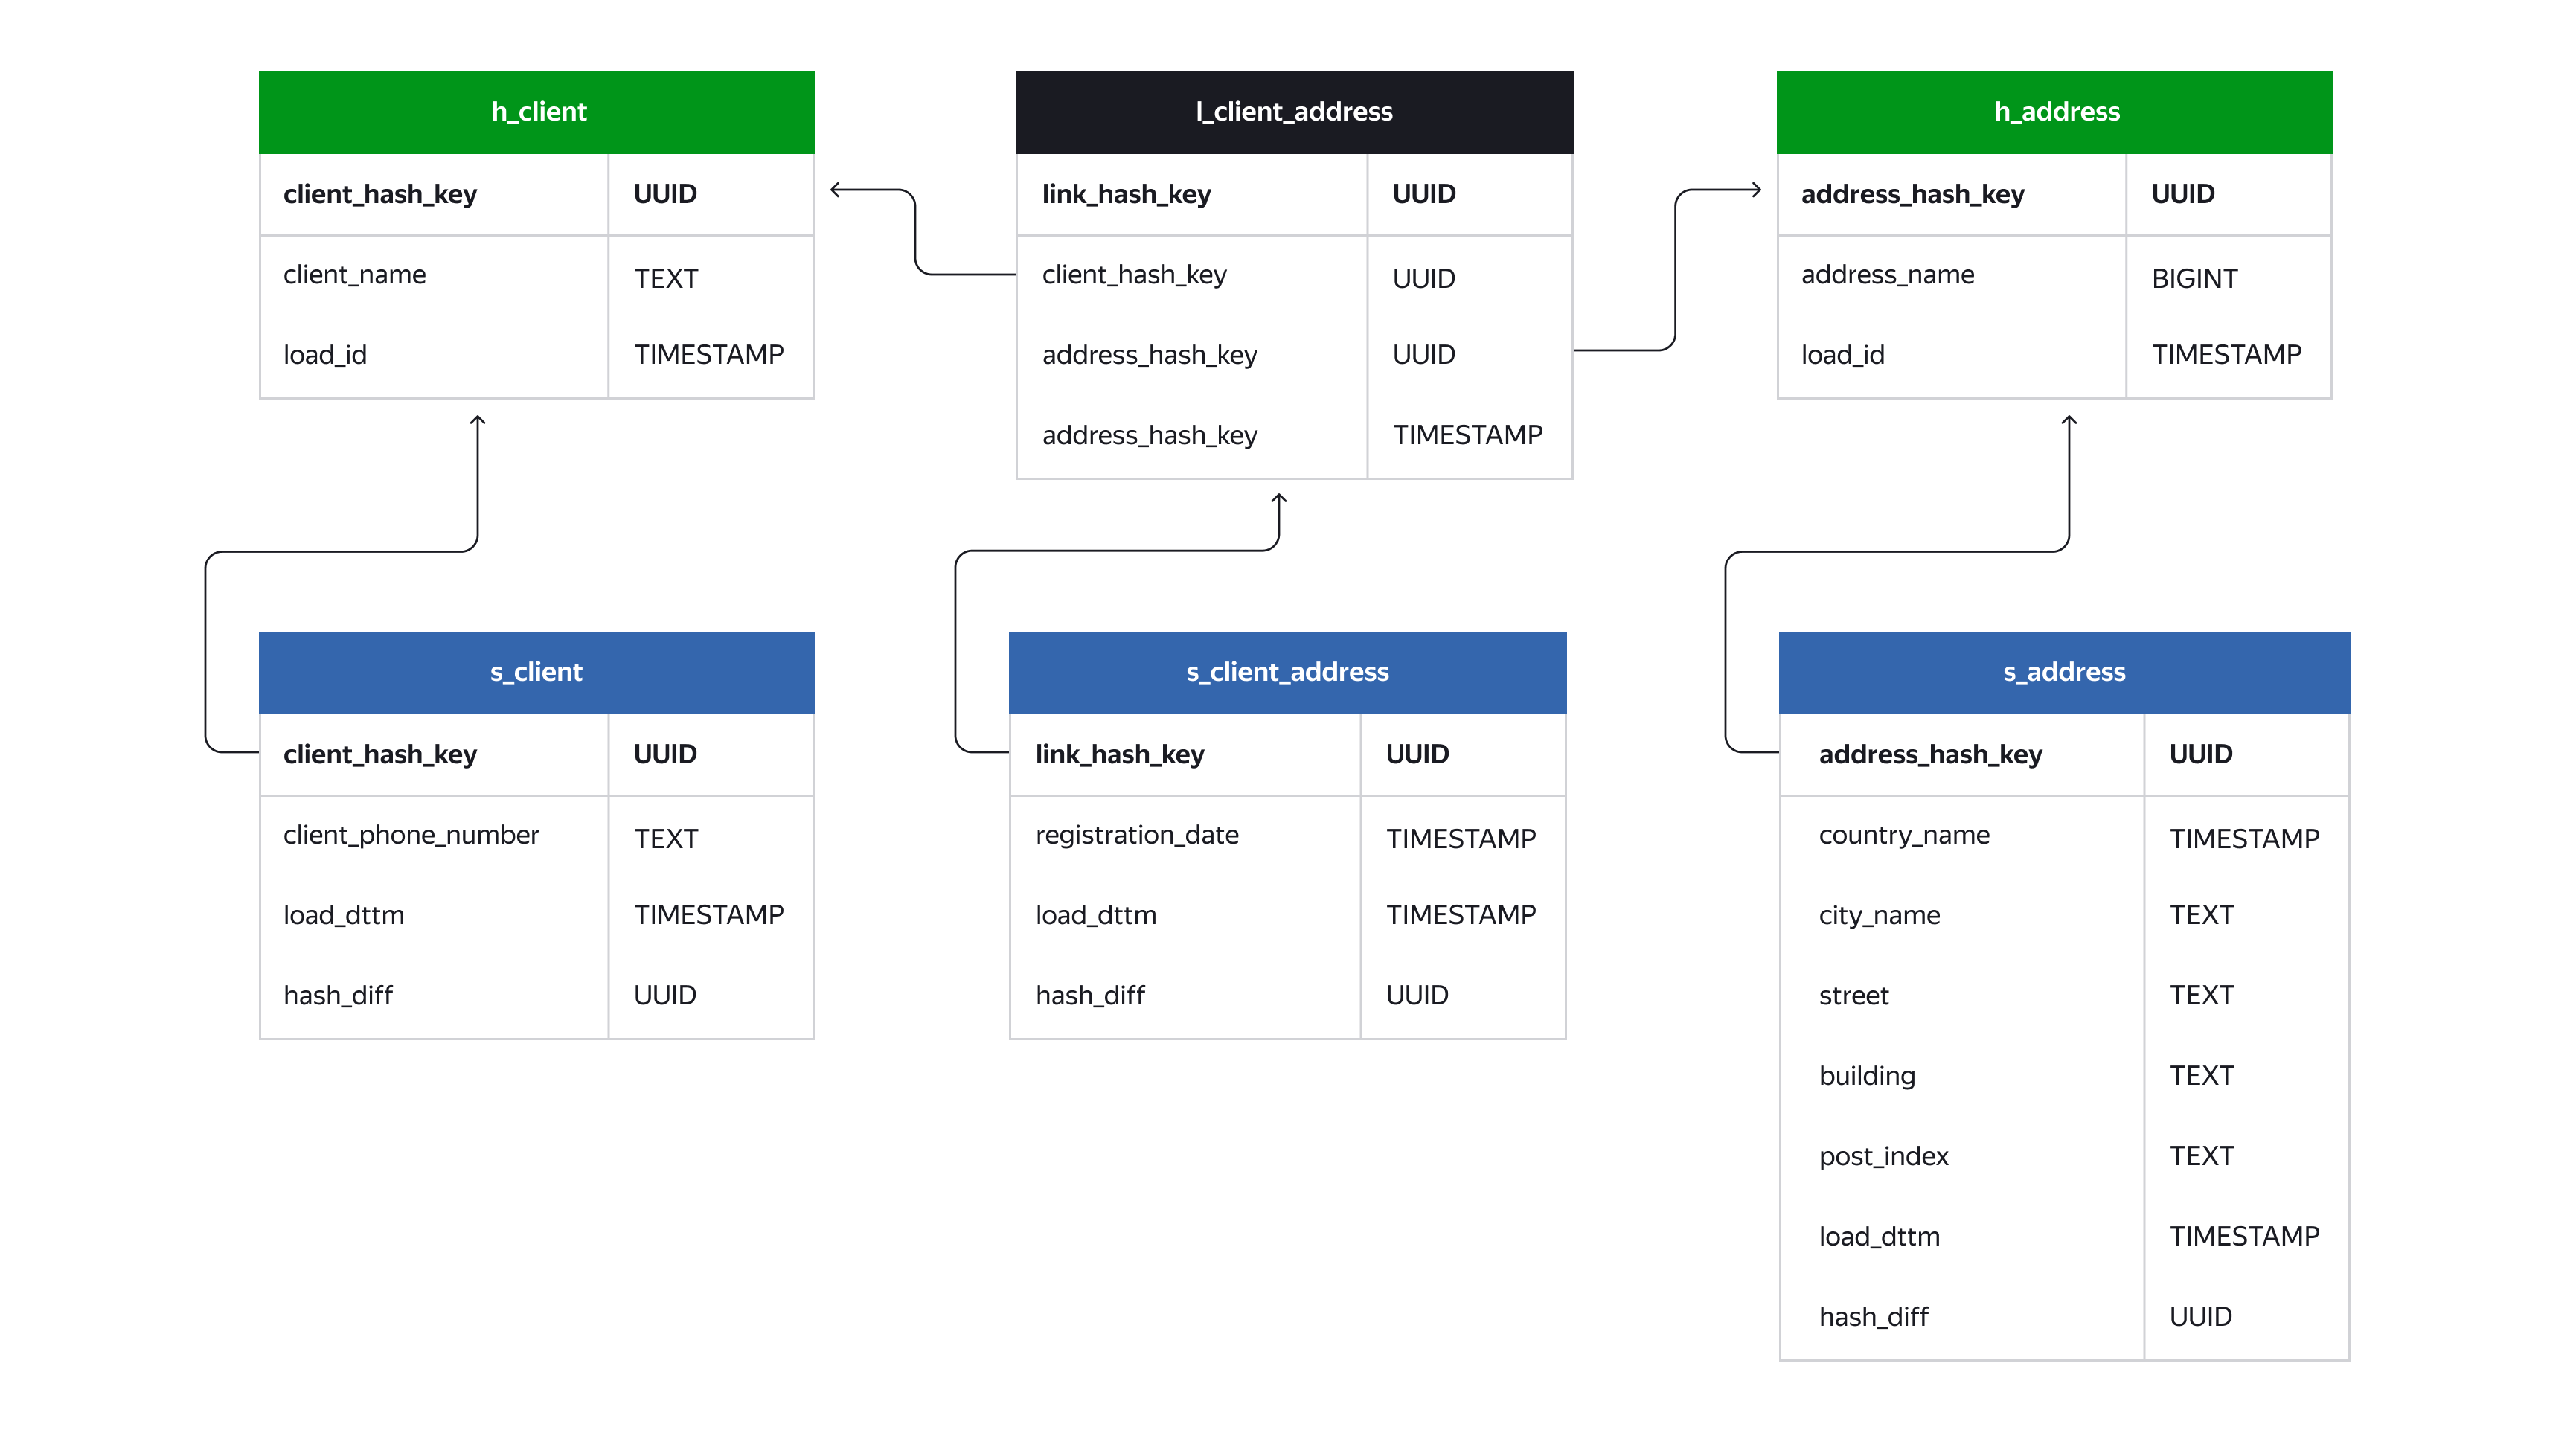 h_client
client_hash_key UUID
client_name TEXT
load_id TIMESTAMP
l_client_address
link_hash_key UUID
client_hash_key UUID
address_hash_key UUID
address_hash_key TIMESTAMP
h_address
address_hash_key UUID
address_name BIGINT
load_id TIMESTAMP
s_client
client_hash_key UUID
client_phone_number TEXT
load_dttm TIMESTAMP
hash_diff UUID
s_client_address
link_hash_key UUID
registration_date TIMESTAMP
load_dttm TIMESTAMP
hash_diff UUID
s_address
address_hash_key UUID
country_name TIMESTAMP
city_name TEXT
street TEXT
building TEXT
post_index TEXT
load_dttm TIMESTAMP
hash_diff UUID